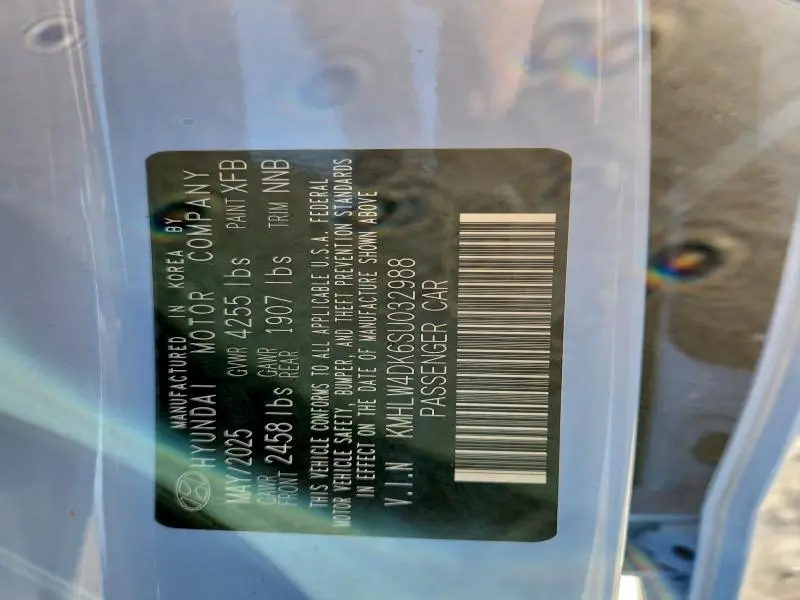 MANUFACTURED IN KOREA BY
HYUNDAI MOTOR COMPANY
MAY/2025 GVWR 4255 lbs PAINT XFB
GAWR FRONT 2458 lbs GAWR REAR 1907 lbs TRIM NNB
THIS VEHICLE CONFORMS TO ALL APPLICABLE U.S.A. FEDERAL
MOTOR VEHICLE SAFETY, BUMPER, AND THEFT PREVENTION STANDARDS
IN EFFECT ON THE DATE OF MANUFACTURE SHOWN ABOVE
V.I.N KMHLW4DK6SU032988
PASSENGER CAR